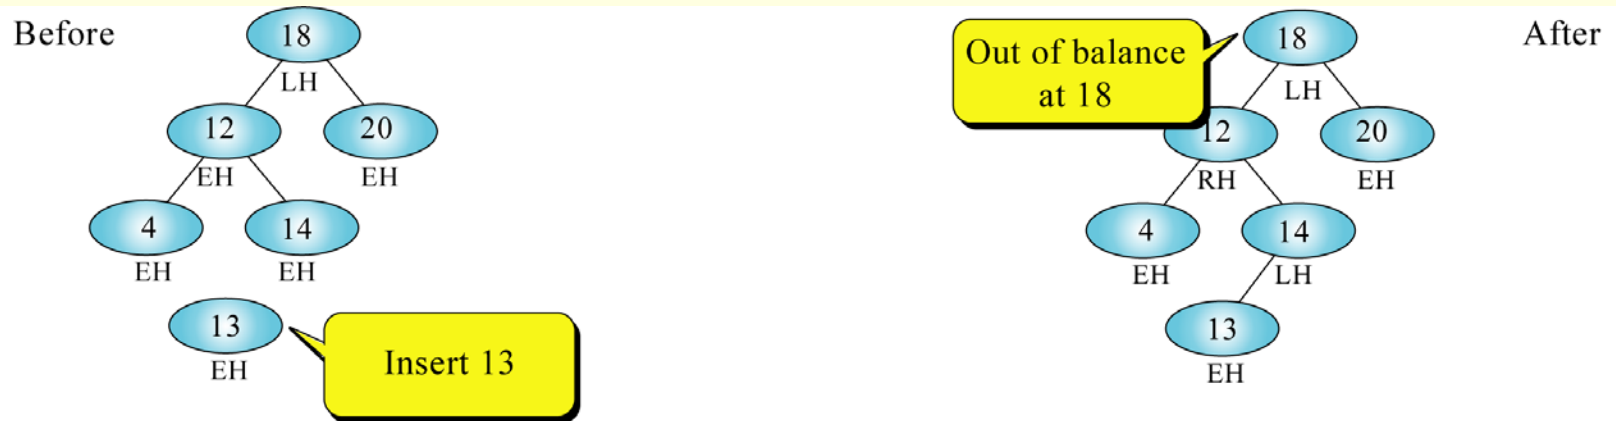 Before
18
LH
12
20
EH
EH
4
14
EH
EH
13
EH
Insert 13
After
Out of balance
at 18
18
LH
12
20
RH
EH
4
14
EH
LH
13
EH